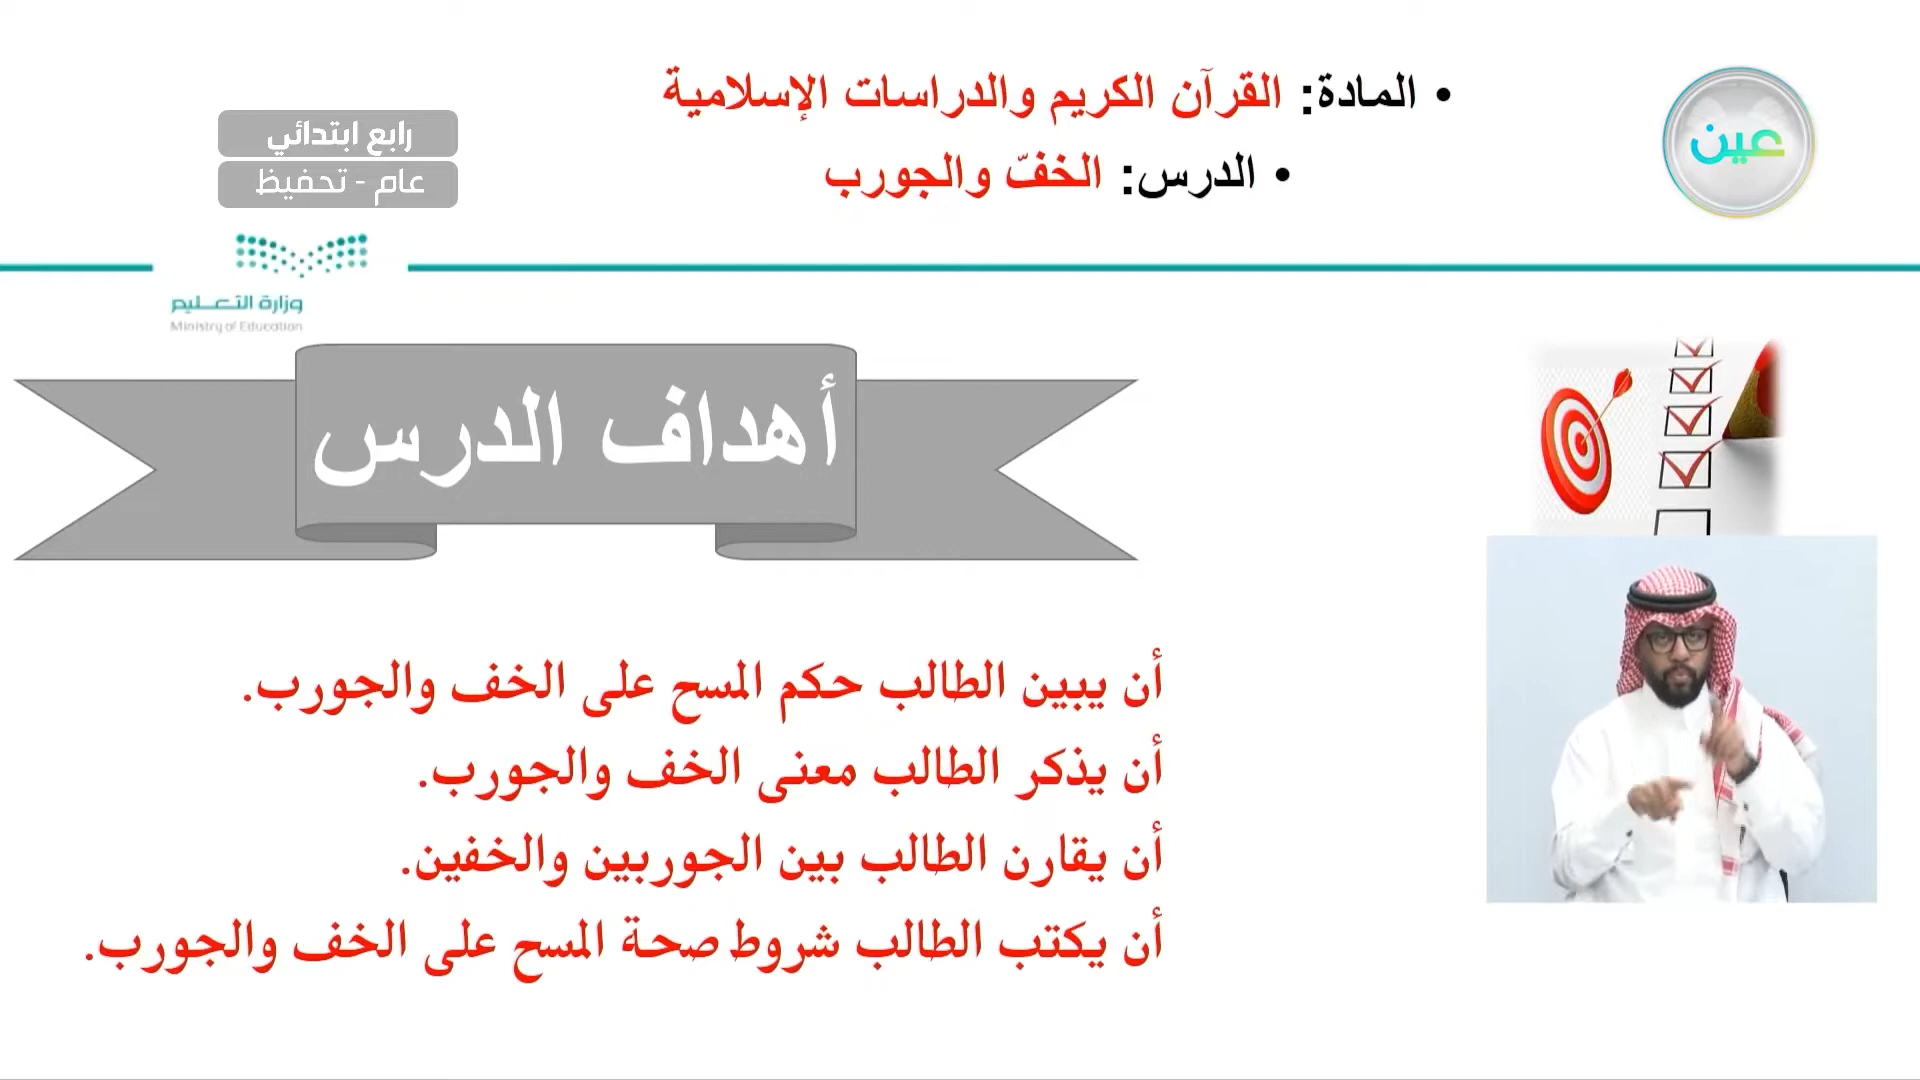 • المادة: القرآن الكريم والدراسات الإسلامية
• الدرس: الخفّ والجورب
عين
رابع ابتدائي
عام - تحفيظ
وزارة التعـــليم
Ministry of Education
أهداف الدرس
أن يبين الطالب حكم المسح على الخف والجورب.
أن يذكر الطالب معنى الخف والجورب.
أن يقارن الطالب بين الجوربين والخفين.
أن يكتب الطالب شروط صحة المسح على الخف والجورب.